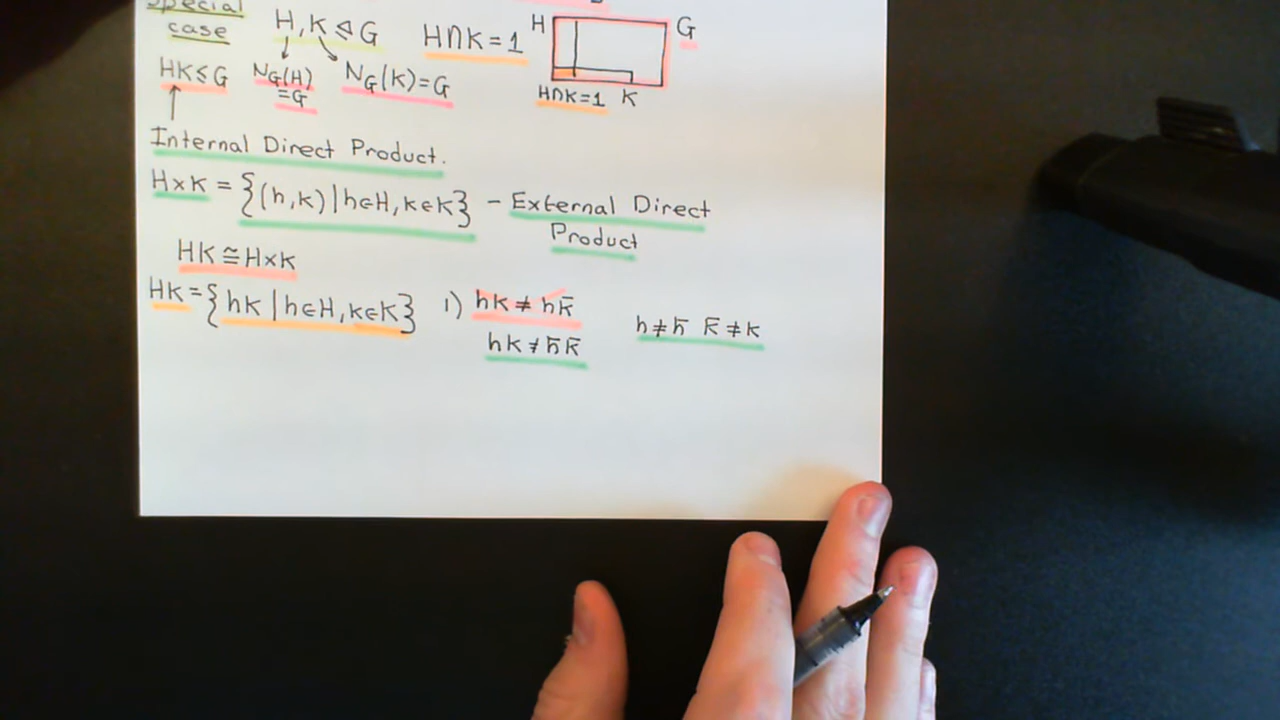 Special
case
H, K ⊴ G
H∩K = 1
H
G
HK ≤ G
N_G(H)
= G
N_G(K) = G
H∩K = 1
K
Internal Direct Product.
H×K = {(h,k) | h∈H, k∈K} - External Direct
Product
HK ≅ H×K
HK = {hk | h∈H, k∈K}
1) hk ≠ hk̄
hk ≠ h̄k̄
h ≠ h̄ k̄ ≠ k